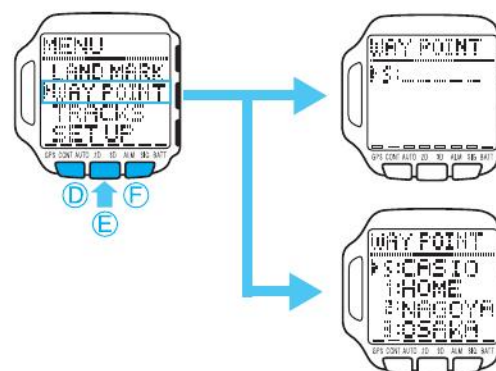 MENU
LAND MARK
WAY POINT
TRACKS
SET UP
GPS CONT AUTO 2D 3D ALM SIG BATT
D
E
F
WAY POINT
S:_ _ _ _ _ _
GPS CONT AUTO 2D 3D ALM SIG BATT
WAY POINT
S:CASIO
1:HOME
2:NAGOYA
3:OSAKA
GPS CONT AUTO 2D 3D ALM SIG BATT